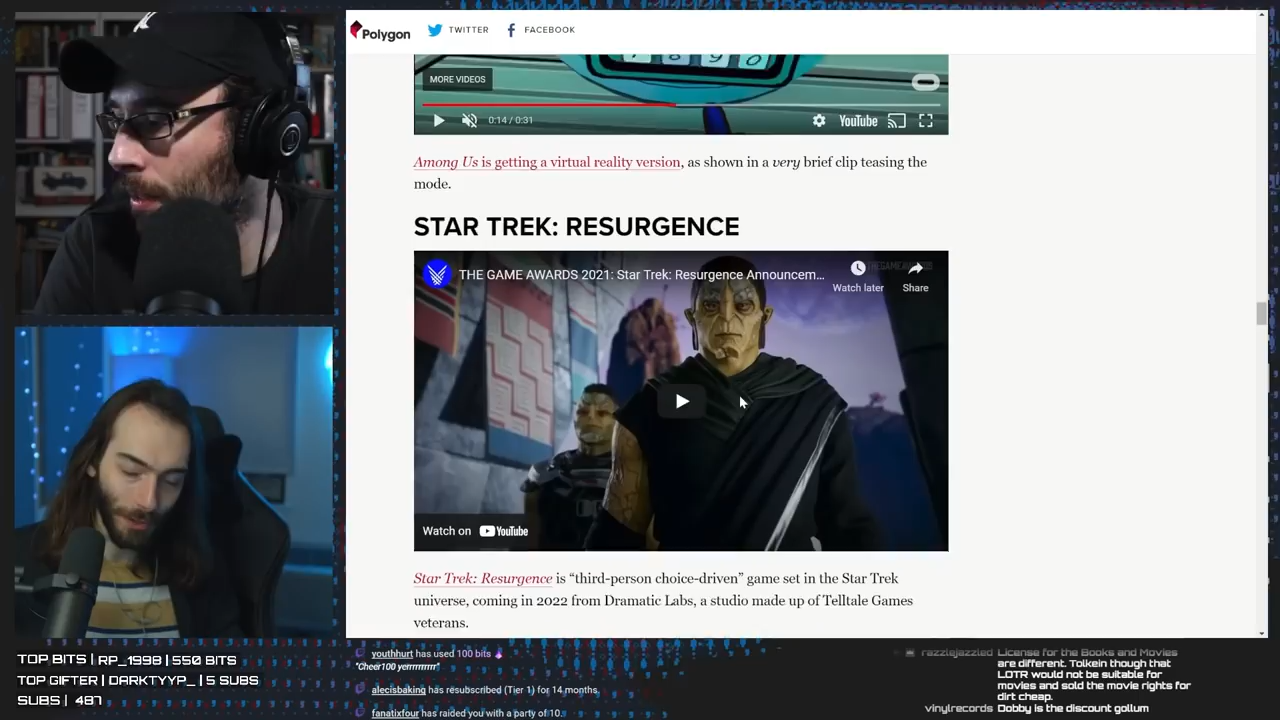 Polygon
TWITTER
FACEBOOK
7 8 9 0
MORE VIDEOS
0:14 / 0:31
YouTube
Among Us is getting a virtual reality version, as shown in a very brief clip teasing the
mode.
STAR TREK: RESURGENCE
THE GAME AWARDS 2021: Star Trek: Resurgence Announcem...
Watch later
Share
Watch on YouTube
Star Trek: Resurgence is “third-person choice-driven” game set in the Star Trek
universe, coming in 2022 from Dramatic Labs, a studio made up of Telltale Games
veterans.
TOP BITS | RP_1998 | 550 BITS
TOP GIFTER | DARKTYYP_ | 5 SUBS
SUBS | 487
youthhurt has used 100 bits
"Cheer100 yerrrrrrrrr"
alecisbaking has resubscribed (Tier 1) for 14 months.
fanatixfour has raided you with a party of 10.
razzlejazzled License for the Books and Movies
are different. Tolkein though that
LOTR would not be suitable for
movies and sold the movie rights for
dirt cheap.
vinylrecords Dobby is the discount gollum